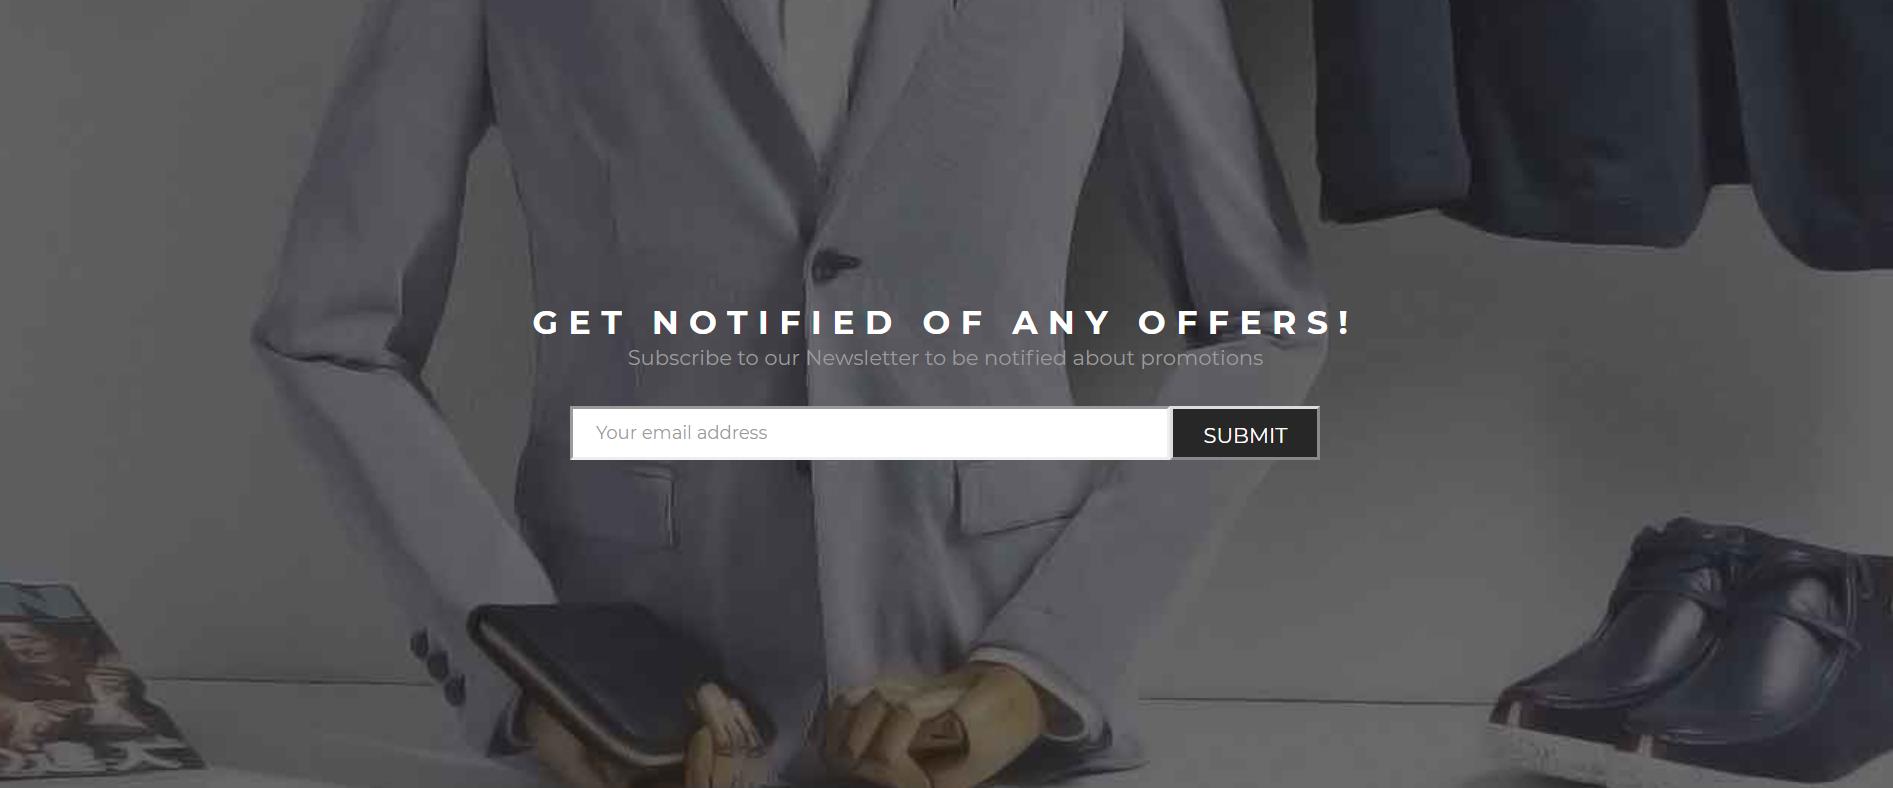 GET NOTIFIED OF ANY OFFERS!
Subscribe to our Newsletter to be notified about promotions
Your email address
SUBMIT